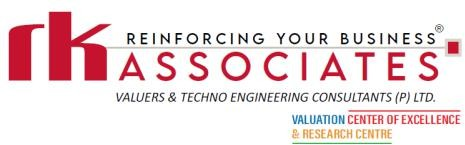 rk REINFORCING YOUR BUSINESS®
ASSOCIATES
VALUERS & TECHNO ENGINEERING CONSULTANTS (P) LTD.
VALUATION CENTER OF EXCELLENCE
& RESEARCH CENTRE